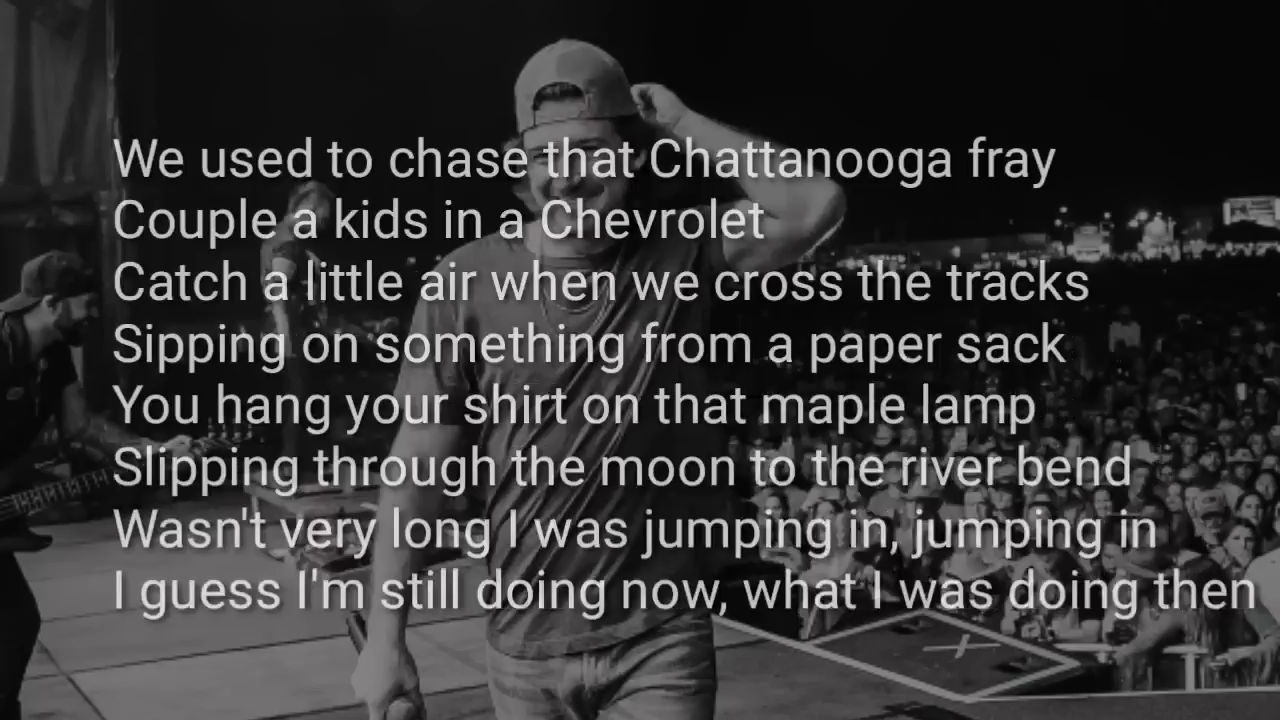 We used to chase that Chattanooga fray
Couple a kids in a Chevrolet
Catch a little air when we cross the tracks
Sipping on something from a paper sack
You hang your shirt on that maple lamp
Slipping through the moon to the river bend
Wasn't very long I was jumping in, jumping in
I guess I'm still doing now, what I was doing then